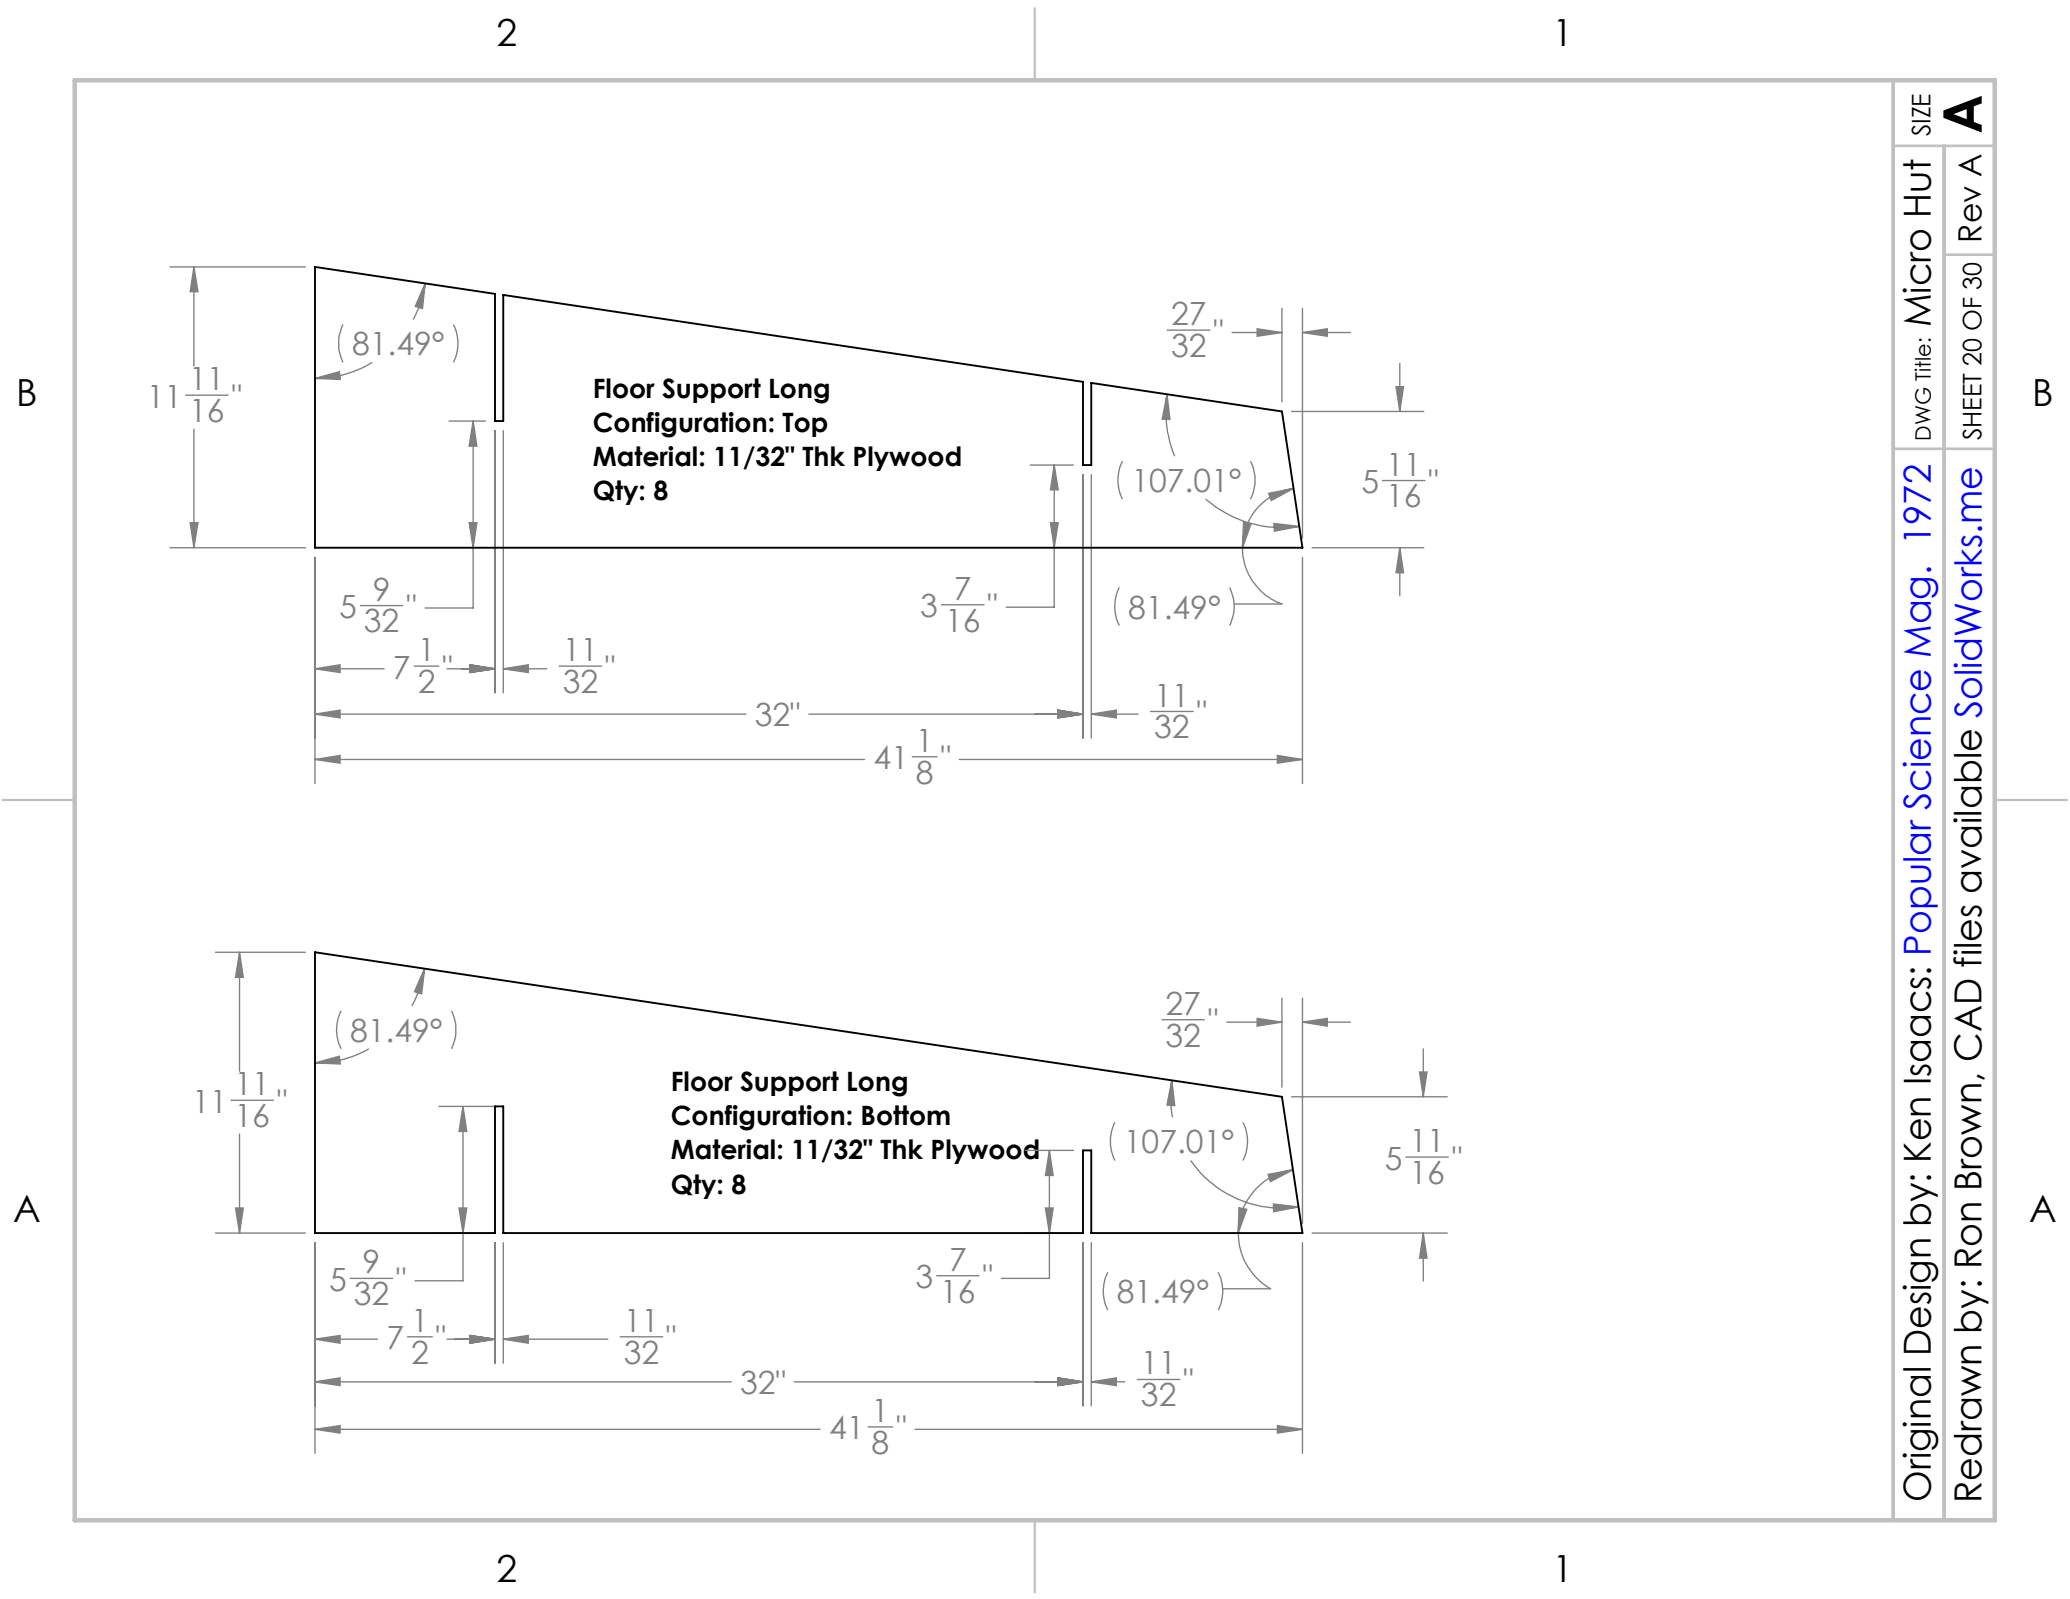 2
1
B
B
A
A
2
1
11 11/16"
(81.49°)
Floor Support Long
Configuration: Top
Material: 11/32" Thk Plywood
Qty: 8
27/32"
(107.01°)
5 11/16"
5 9/32"
3 7/16"
(81.49°)
7 1/2"
11/32"
32"
11/32"
41 1/8"
11 11/16"
(81.49°)
Floor Support Long
Configuration: Bottom
Material: 11/32" Thk Plywood
Qty: 8
27/32"
(107.01°)
5 11/16"
5 9/32"
3 7/16"
(81.49°)
7 1/2"
11/32"
32"
11/32"
41 1/8"
Original Design by: Ken Isaacs: Popular Science Mag. 1972
DWG Title: Micro Hut
SIZE
A
Redrawn by: Ron Brown, CAD files available SolidWorks.me
SHEET 20 OF 30
Rev A